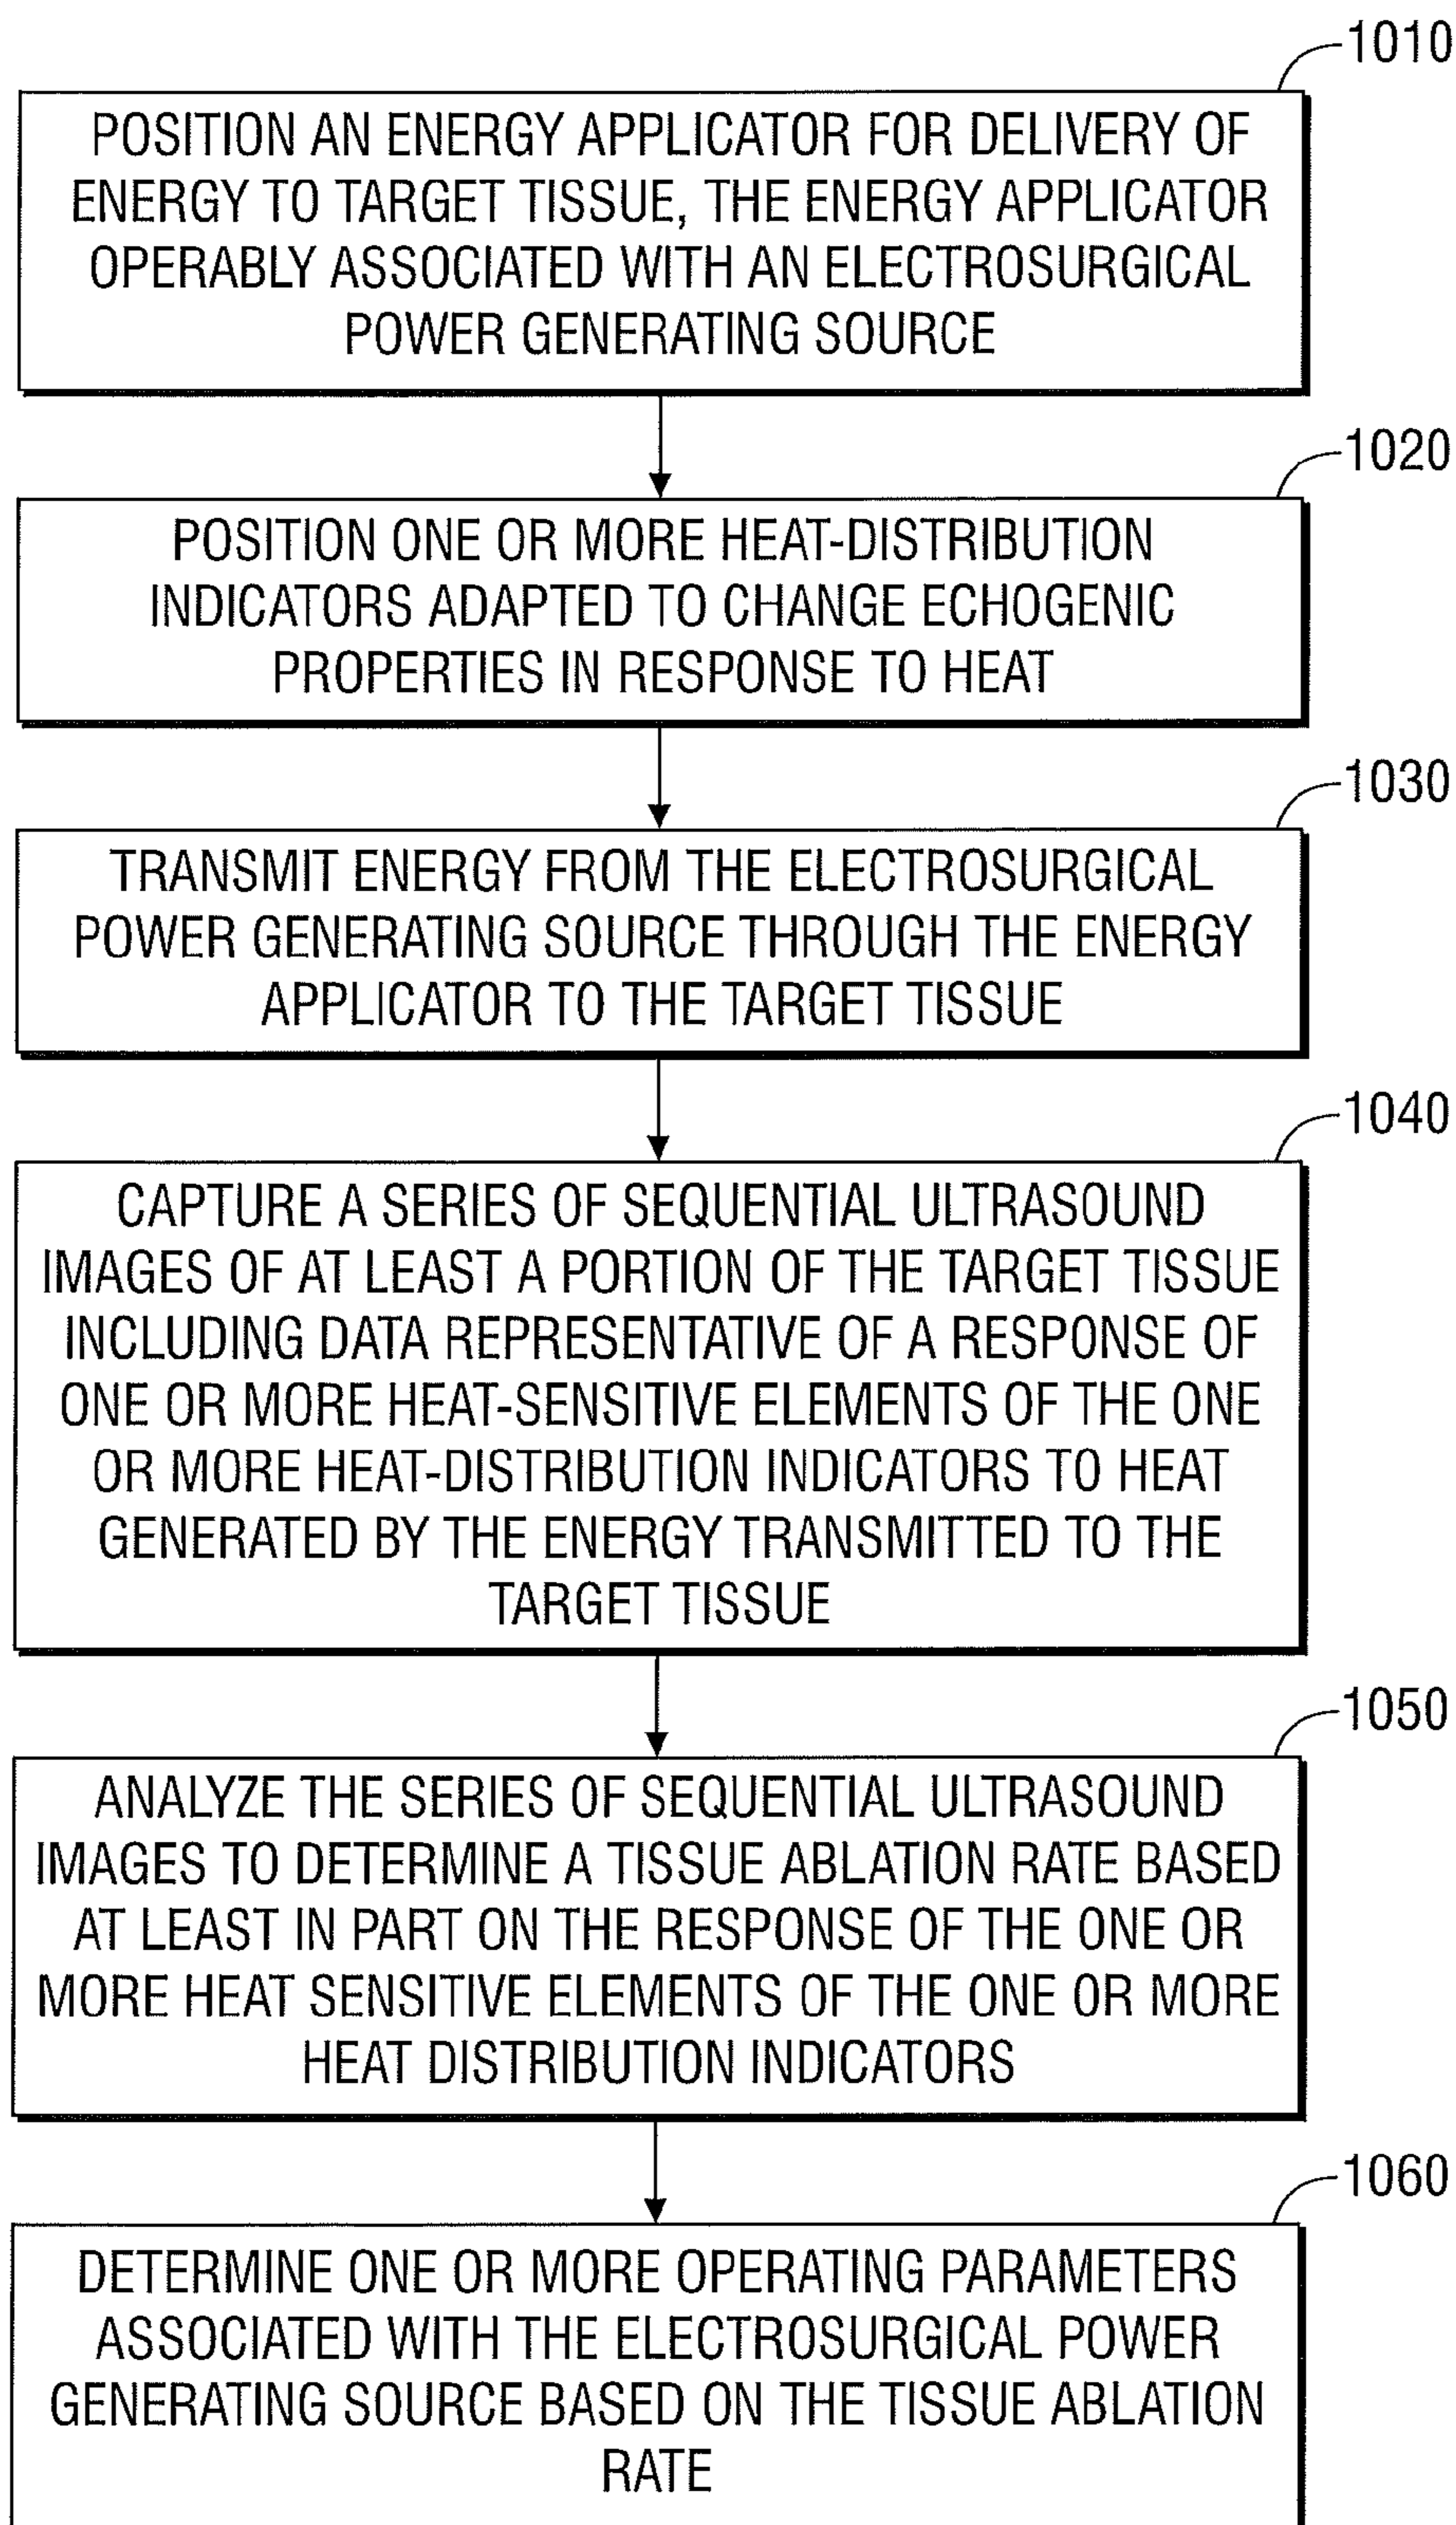 1010
POSITION AN ENERGY APPLICATOR FOR DELIVERY OF
ENERGY TO TARGET TISSUE, THE ENERGY APPLICATOR
OPERABLY ASSOCIATED WITH AN ELECTROSURGICAL
POWER GENERATING SOURCE
1020
POSITION ONE OR MORE HEAT-DISTRIBUTION
INDICATORS ADAPTED TO CHANGE ECHOGENIC
PROPERTIES IN RESPONSE TO HEAT
1030
TRANSMIT ENERGY FROM THE ELECTROSURGICAL
POWER GENERATING SOURCE THROUGH THE ENERGY
APPLICATOR TO THE TARGET TISSUE
1040
CAPTURE A SERIES OF SEQUENTIAL ULTRASOUND
IMAGES OF AT LEAST A PORTION OF THE TARGET TISSUE
INCLUDING DATA REPRESENTATIVE OF A RESPONSE OF
ONE OR MORE HEAT-SENSITIVE ELEMENTS OF THE ONE
OR MORE HEAT-DISTRIBUTION INDICATORS TO HEAT
GENERATED BY THE ENERGY TRANSMITTED TO THE
TARGET TISSUE
1050
ANALYZE THE SERIES OF SEQUENTIAL ULTRASOUND
IMAGES TO DETERMINE A TISSUE ABLATION RATE BASED
AT LEAST IN PART ON THE RESPONSE OF THE ONE OR
MORE HEAT SENSITIVE ELEMENTS OF THE ONE OR MORE
HEAT DISTRIBUTION INDICATORS
1060
DETERMINE ONE OR MORE OPERATING PARAMETERS
ASSOCIATED WITH THE ELECTROSURGICAL POWER
GENERATING SOURCE BASED ON THE TISSUE ABLATION
RATE